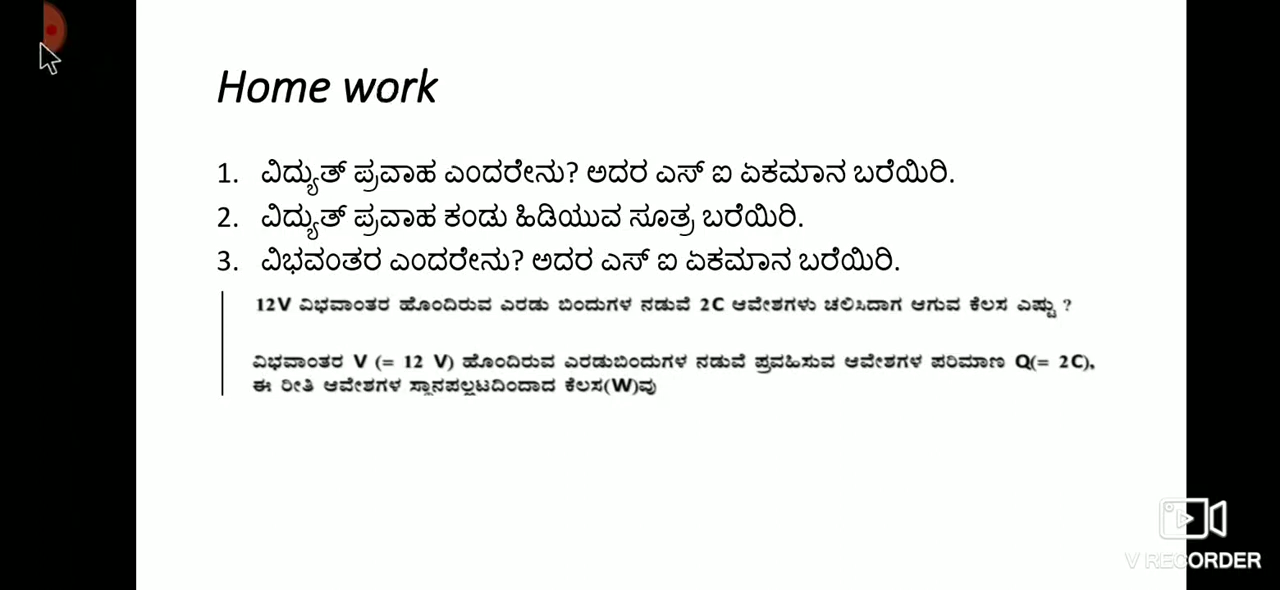 Home work
1. ವಿದ್ಯುತ್ ಪ್ರವಾಹ ಎಂದರೇನು? ಅದರ ಎಸ್ ಐ ಏಕಮಾನ ಬರೆಯಿರಿ.
2. ವಿದ್ಯುತ್ ಪ್ರವಾಹ ಕಂಡು ಹಿಡಿಯುವ ಸೂತ್ರ ಬರೆಯಿರಿ.
3. ವಿಭವಂತರ ಎಂದರೇನು? ಅದರ ಎಸ್ ಐ ಏಕಮಾನ ಬರೆಯಿರಿ.
12V ವಿಭವಾಂತರ ಹೊಂದಿರುವ ಎರಡು ಬಿಂದುಗಳ ನಡುವೆ 2C ಆವೇಶಗಳು ಚಲಿಸಿದಾಗ ಆಗುವ ಕೆಲಸ ಎಷ್ಟು ?
ವಿಭವಾಂತರ V (= 12 V) ಹೊಂದಿರುವ ಎರಡುಬಿಂದುಗಳ ನಡುವೆ ಪ್ರವಹಿಸುವ ಆವೇಶಗಳ ಪರಿಮಾಣ Q(= 2C),
ಈ ರೀತಿ ಆವೇಶಗಳ ಸ್ಥಾನಪಲ್ಲಟದಿಂದಾದ ಕೆಲಸ(W)ವು
V RECORDER